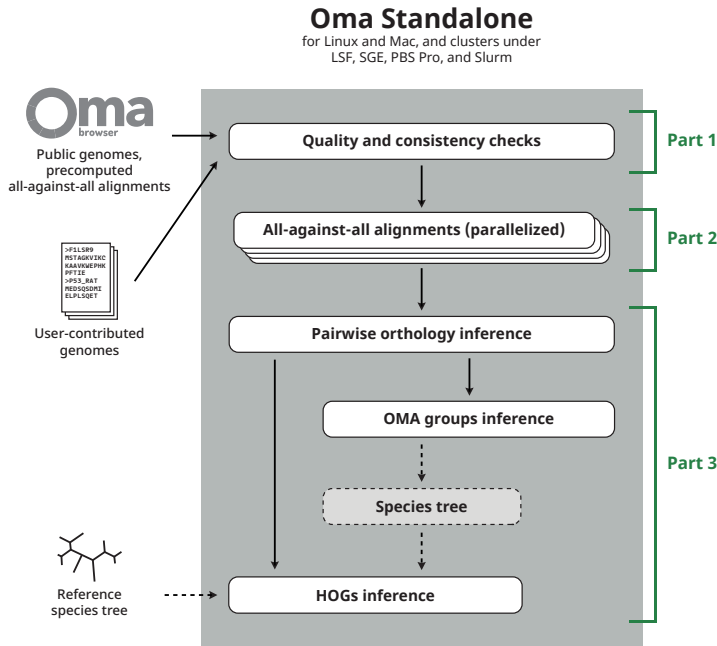 Oma Standalone
for Linux and Mac, and clusters under
LSF, SGE, PBS Pro, and Slurm
Oma
browser
Public genomes,
precomputed
all-against-all alignments
Quality and consistency checks
Part 1
All-against-all alignments (parallelized)
Part 2
>F1LSR9
MSTAGKVIKC
KAAVKWEPHK
PFTIE
>P53_RAT
MEDSQSDMI
ELPLSQET
User-contributed
genomes
Pairwise orthology inference
OMA groups inference
Part 3
Species tree
Reference
species tree
HOGs inference